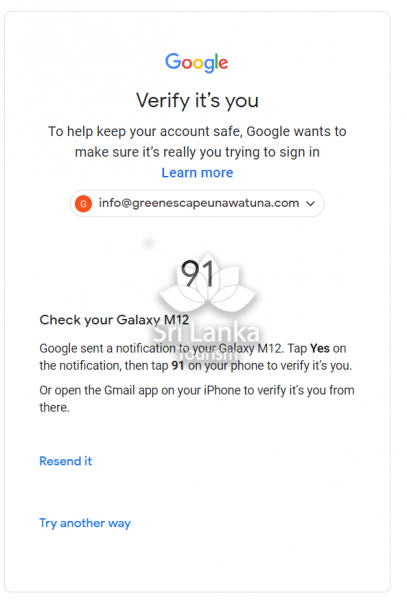 Google
Verify it's you
To help keep your account safe, Google wants to
make sure it's really you trying to sign in
Learn more
G info@greenescapeunawatuna.com
91
Check your Galaxy M12
Sri Lanka
Google sent a notification to your Galaxy M12. Tap Yes on
Tourism
the notification, then tap 91 on your phone to verify it's you.
Or open the Gmail app on your iPhone to verify it's you from
there.
Resend it
Try another way